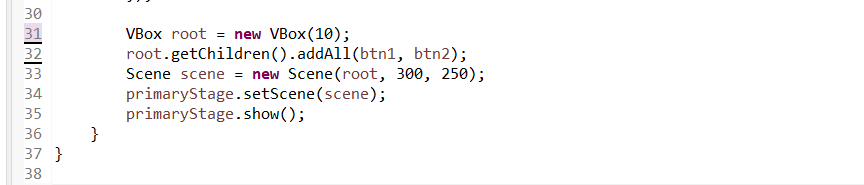 30
31 VBox root = new VBox(10);
32 root.getChildren().addAll(btn1, btn2);
33 Scene scene = new Scene(root, 300, 250);
34 primaryStage.setScene(scene);
35 primaryStage.show();
36 }
37 }
38